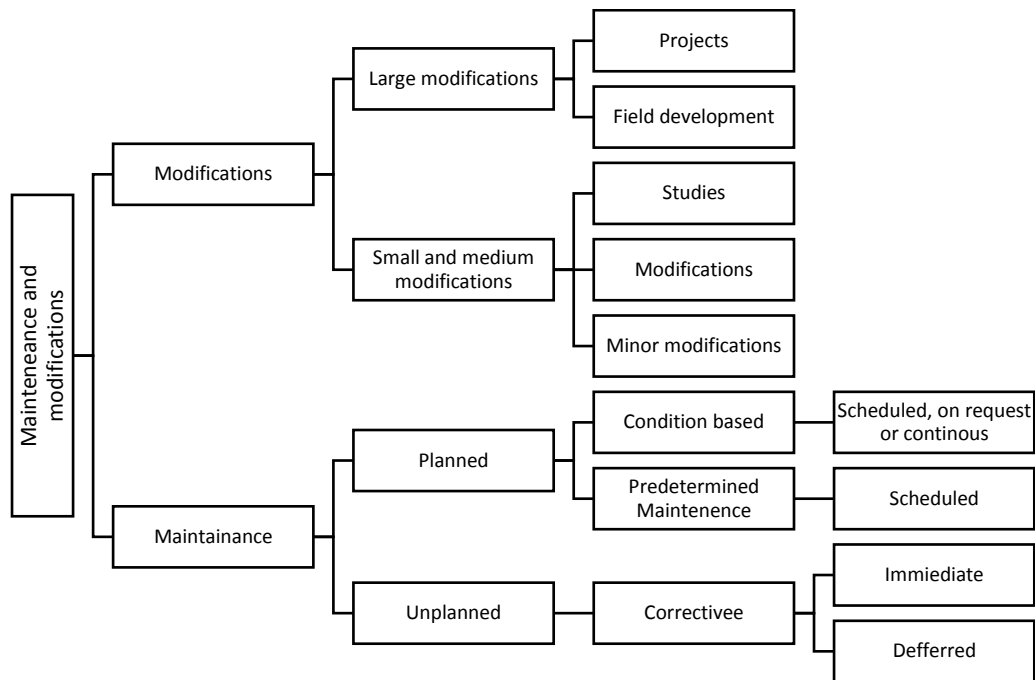 Mainteneance and
modifications
Modifications
Large modifications
Projects
Field development
Small and medium
modifications
Studies
Modifications
Minor modifications
Maintainance
Planned
Condition based
Scheduled, on request
or continous
Predetermined
Maintenence
Scheduled
Unplanned
Correctivee
Immiediate
Defferred